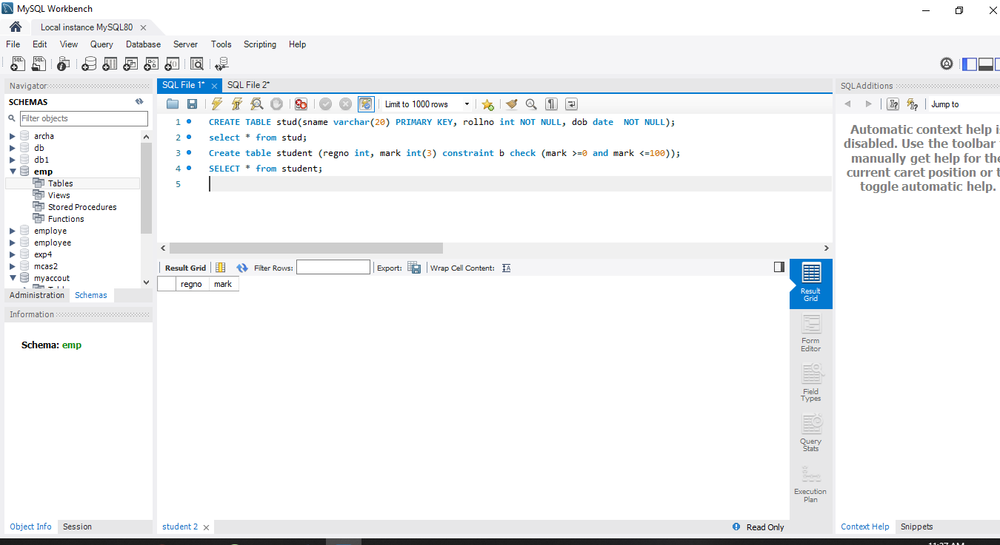 MySQL Workbench
Local instance MySQL80
File Edit View Query Database Server Tools Scripting Help
Navigator
SCHEMAS
Filter objects
archa
db
db1
emp
Tables
Views
Stored Procedures
Functions
employe
employee
exp4
mcas2
myaccout
Administration Schemas
Information
Schema: emp
Object Info Session
SQL File 1* SQL File 2*
Limit to 1000 rows
1 CREATE TABLE stud(sname varchar(20) PRIMARY KEY, rollno int NOT NULL, dob date  NOT NULL);
2 select * from stud;
3 Create table student (regno int, mark int(3) constraint b check (mark >=0 and mark <=100));
4 SELECT * from student;
5
Result Grid Filter Rows: Export: Wrap Cell Content:
regno mark
Result
Grid
Form
Editor
Field
Types
Query
Stats
Execution
Plan
student 2 Read Only
SQLAdditions
Jump to
Automatic context help is
disabled. Use the toolbar
manually get help for the
current caret position or
toggle automatic help.
Context Help Snippets